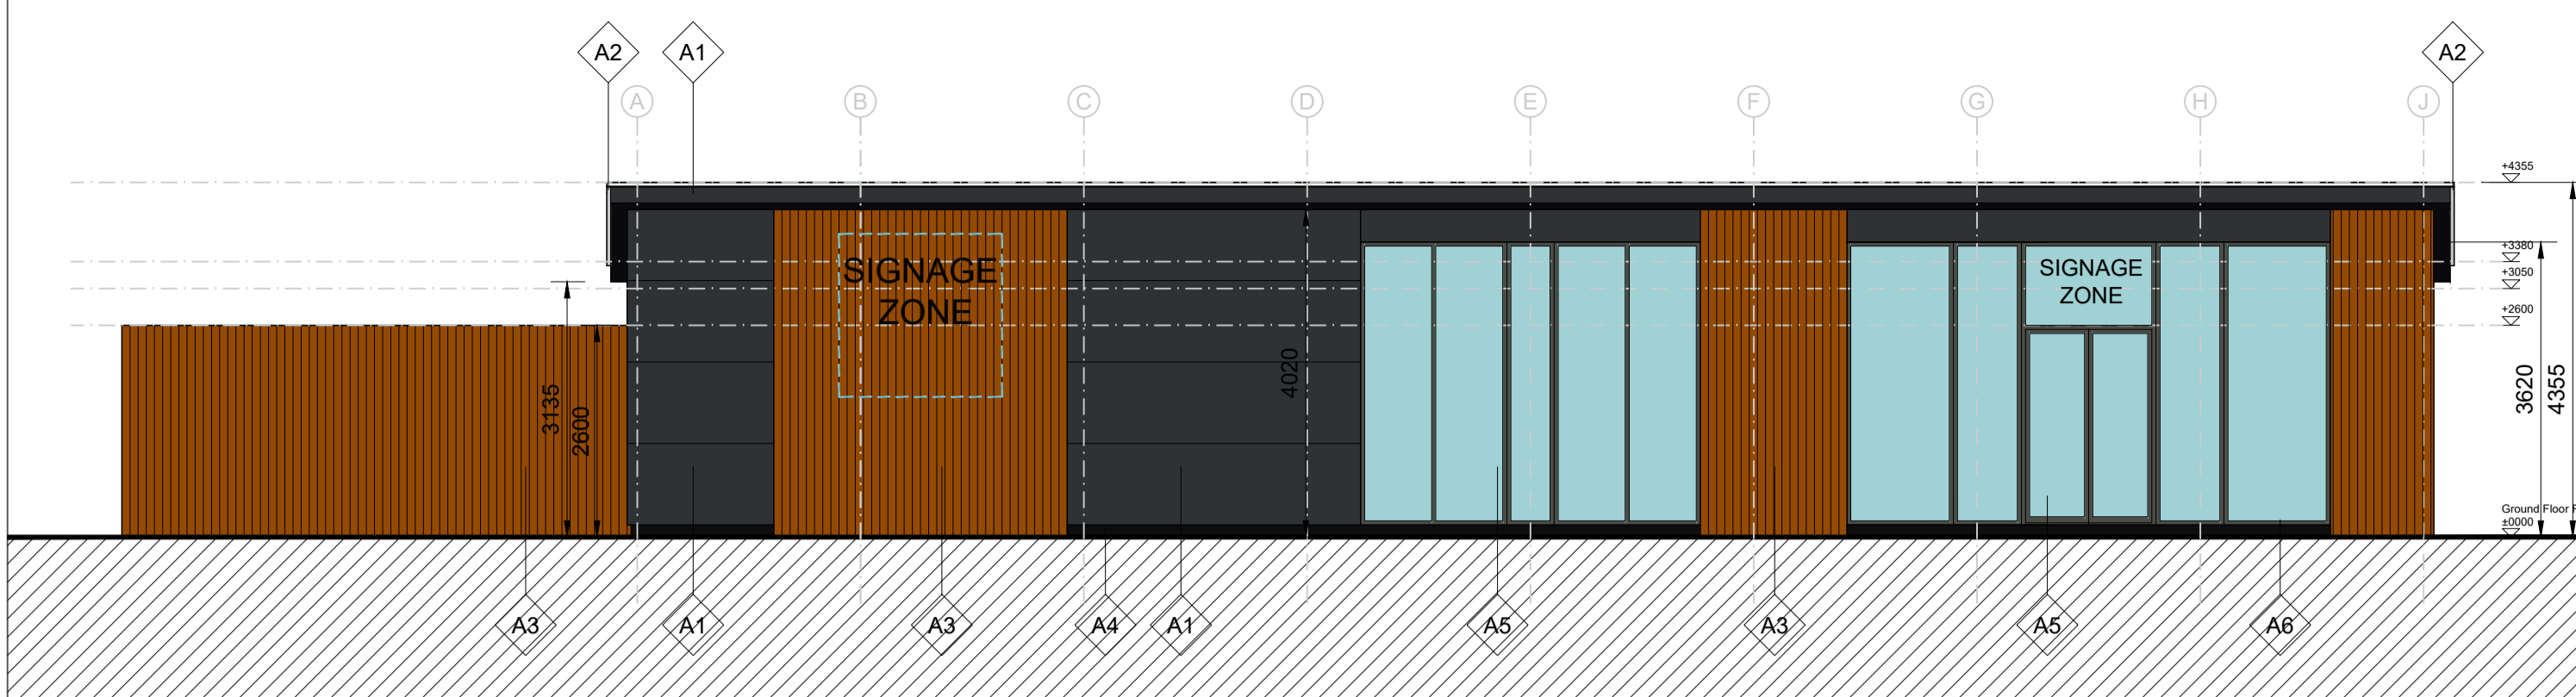 A2 A1 A2
A B C D E F G H J
+4355
+3380
+3050
+2600
SIGNAGE
ZONE
SIGNAGE
ZONE
3135
2600
4020
3620
4355
Ground Floor F
±0000
A3 A1 A3 A4 A1 A5 A3 A5 A6